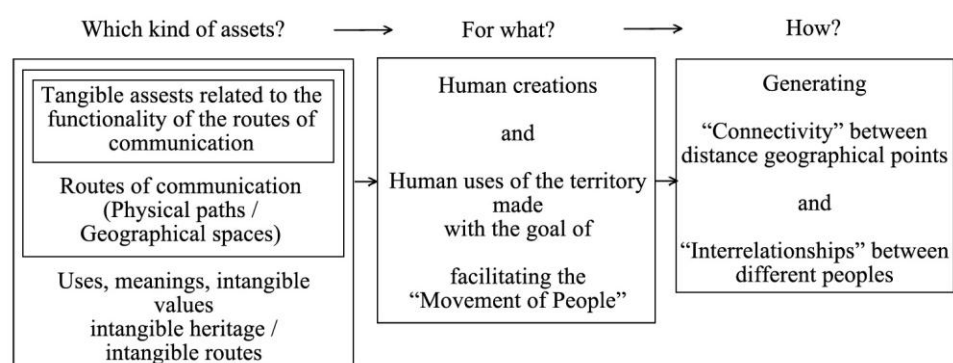 Which kind of assets?
For what?
How?
Tangible assests related to the
functionality of the routes of
communication
Routes of communication
(Physical paths /
Geographical spaces)
Uses, meanings, intangible
values
intangible heritage /
intangible routes
Human creations
and
Human uses of the territory
made
with the goal of
facilitating the
“Movement of People”
Generating
“Connectivity” between
distance geographical points
and
“Interrelationships” between
different peoples